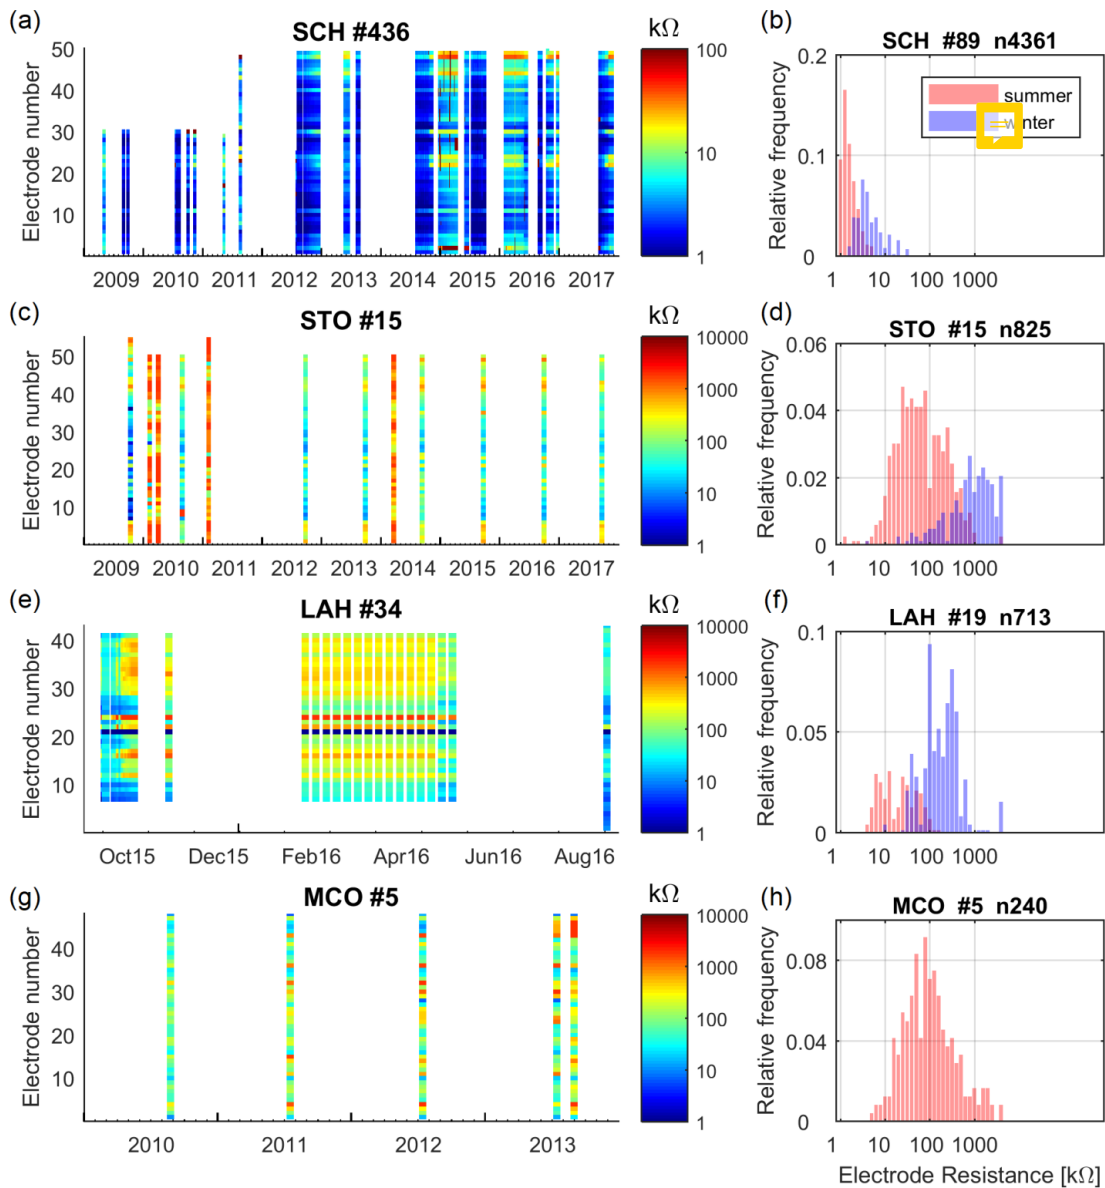 (a) SCH #436 kΩ
50
40
30
20
10
Electrode number
2009 2010 2011 2012 2013 2014 2015 2016 2017
100
10
1
(b) SCH #89 n4361
0.2
0.1
0
Relative frequency
summer
winter
1 10 100 1000
(c) STO #15 kΩ
50
40
30
20
10
Electrode number
2009 2010 2011 2012 2013 2014 2015 2016 2017
10000
1000
100
10
1
(d) STO #15 n825
0.06
0.04
0.02
0
Relative frequency
1 10 100 1000
(e) LAH #34 kΩ
40
30
20
10
Electrode number
Oct15 Dec15 Feb16 Apr16 Jun16 Aug16
10000
1000
100
10
1
(f) LAH #19 n713
0.1
0.05
0
Relative frequency
1 10 100 1000
(g) MCO #5 kΩ
40
30
20
10
Electrode number
2010 2011 2012 2013
10000
1000
100
10
1
(h) MCO #5 n240
0.08
0.04
0
Relative frequency
1 10 100 1000
Electrode Resistance [kΩ]